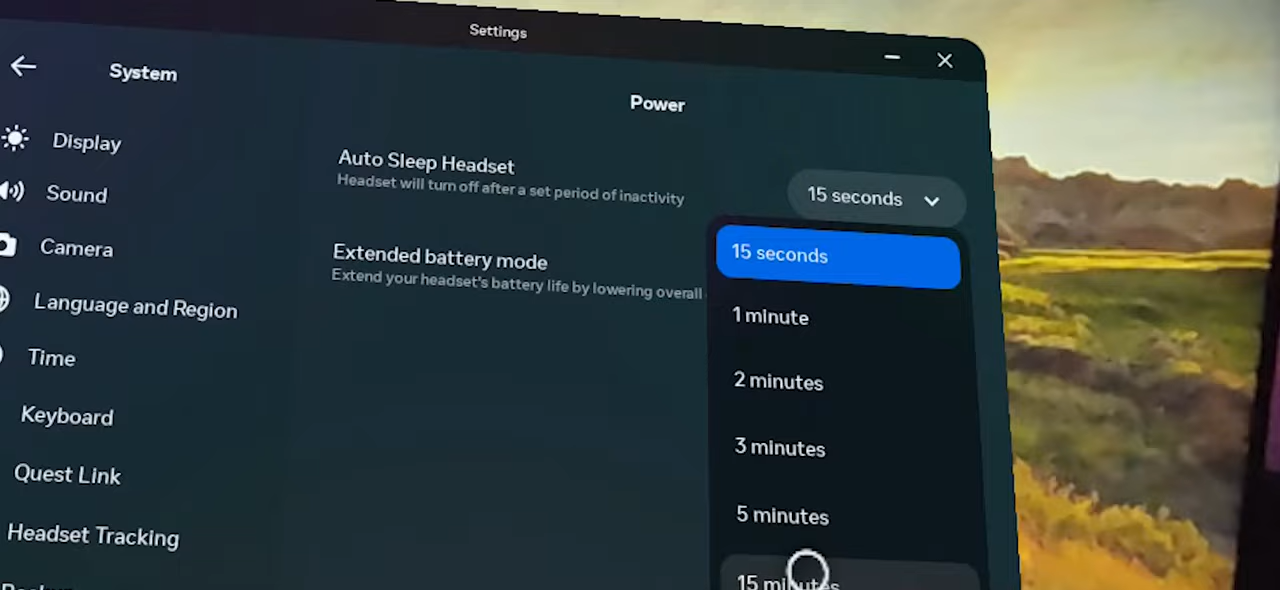 Settings
System
Power
Display
Sound
Camera
Language and Region
Time
Keyboard
Quest Link
Headset Tracking
Auto Sleep Headset
Headset will turn off after a set period of inactivity
15 seconds
Extended battery mode
Extend your headset's battery life by lowering overall
15 seconds
1 minute
2 minutes
3 minutes
5 minutes
15 minutes